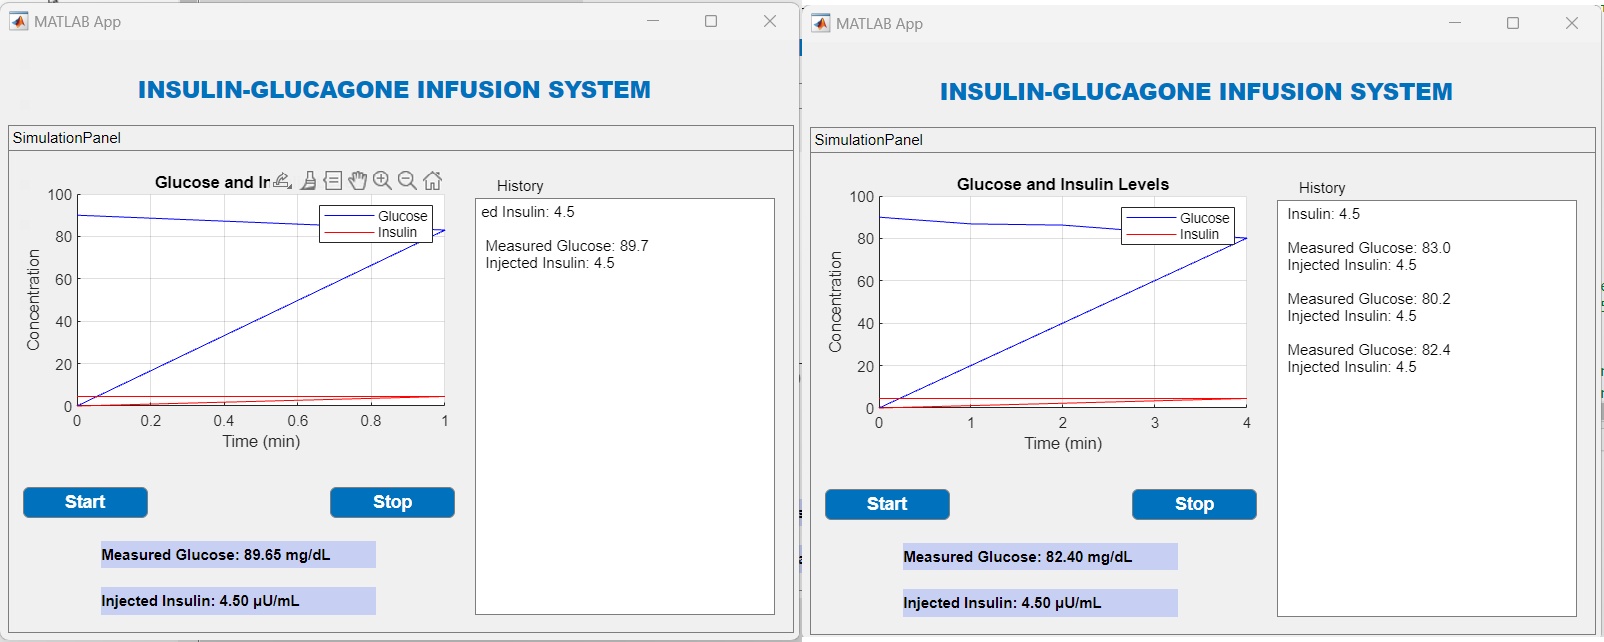 MATLAB App
INSULIN-GLUCAGONE INFUSION SYSTEM
SimulationPanel
Glucose and In
History
100
80
60
40
20
0
Concentration
Glucose
Insulin
0 0.2 0.4 0.6 0.8 1
Time (min)
ed Insulin: 4.5
Measured Glucose: 89.7
Injected Insulin: 4.5
Start
Stop
Measured Glucose: 89.65 mg/dL
Injected Insulin: 4.50 µU/mL
MATLAB App
INSULIN-GLUCAGONE INFUSION SYSTEM
SimulationPanel
Glucose and Insulin Levels
History
100
80
60
40
20
0
Concentration
Glucose
Insulin
0 1 2 3 4
Time (min)
Insulin: 4.5
Measured Glucose: 83.0
Injected Insulin: 4.5
Measured Glucose: 80.2
Injected Insulin: 4.5
Measured Glucose: 82.4
Injected Insulin: 4.5
Start
Stop
Measured Glucose: 82.40 mg/dL
Injected Insulin: 4.50 µU/mL